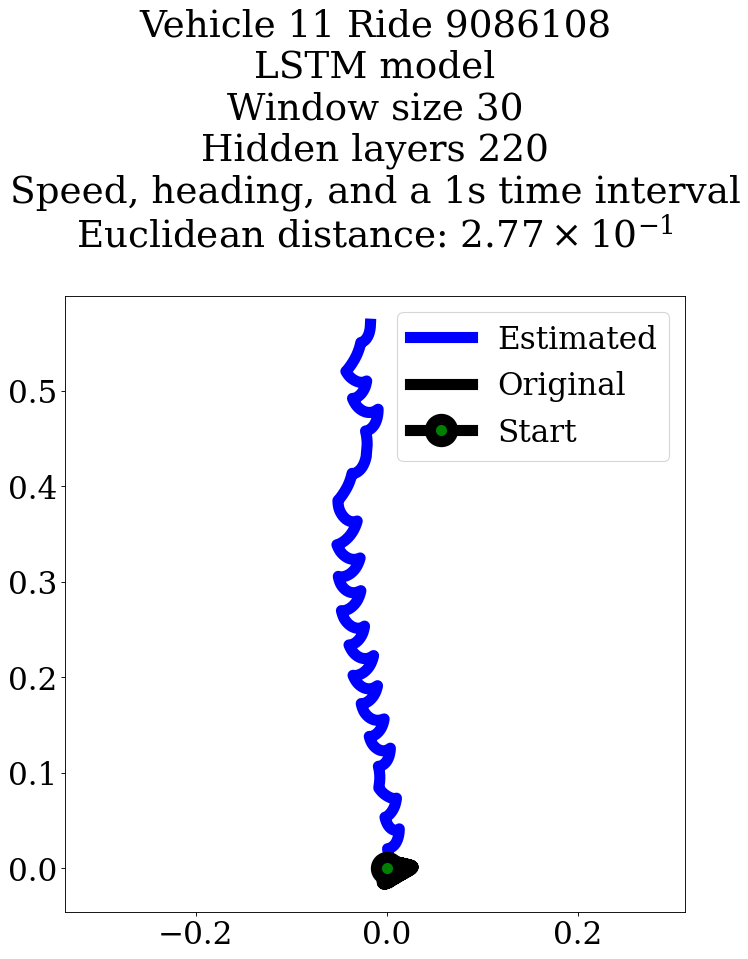 Vehicle 11 Ride 9086108
LSTM model
Window size 30
Hidden layers 220
Speed, heading, and a 1s time interval
Euclidean distance: 2.77 × 10⁻¹
Estimated
Original
Start
0.5
0.4
0.3
0.2
0.1
0.0
−0.2 0.0 0.2